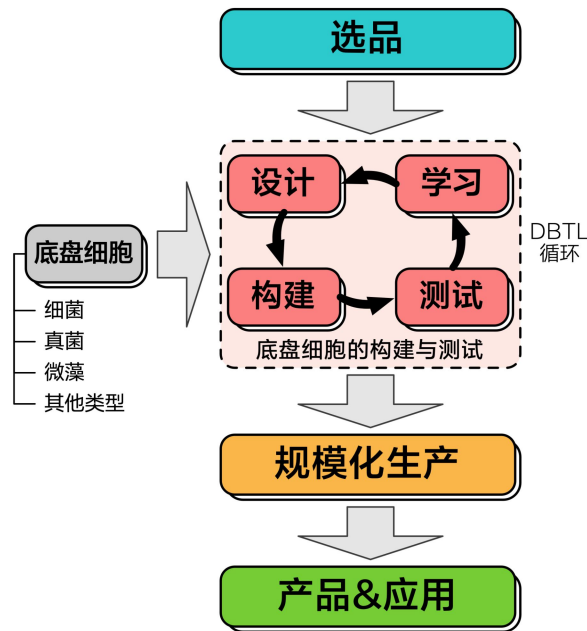 选品
设计
学习
DBTL
循环
底盘细胞
构建
测试
细菌
真菌
微藻
其他类型
底盘细胞的构建与测试
规模化生产
产品&应用